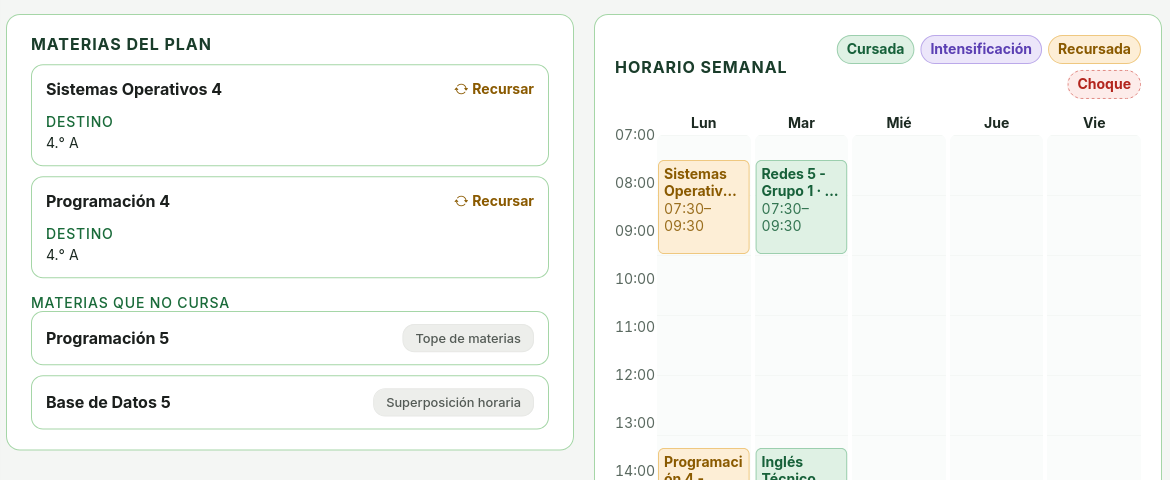 MATERIAS DEL PLAN
Sistemas Operativos 4
Recursar
DESTINO
4.° A
Programación 4
Recursar
DESTINO
4.° A
MATERIAS QUE NO CURSA
Programación 5
Tope de materias
Base de Datos 5
Superposición horaria
HORARIO SEMANAL
Cursada
Intensificación
Recursada
Choque
Lun
Mar
Mié
Jue
Vie
07:00
08:00
09:00
10:00
11:00
12:00
13:00
14:00
Sistemas
Operativ…
07:30–
09:30
Redes 5 -
Grupo 1 · …
07:30–
09:30
Programaci
ón 4 -
Inglés
Técnico